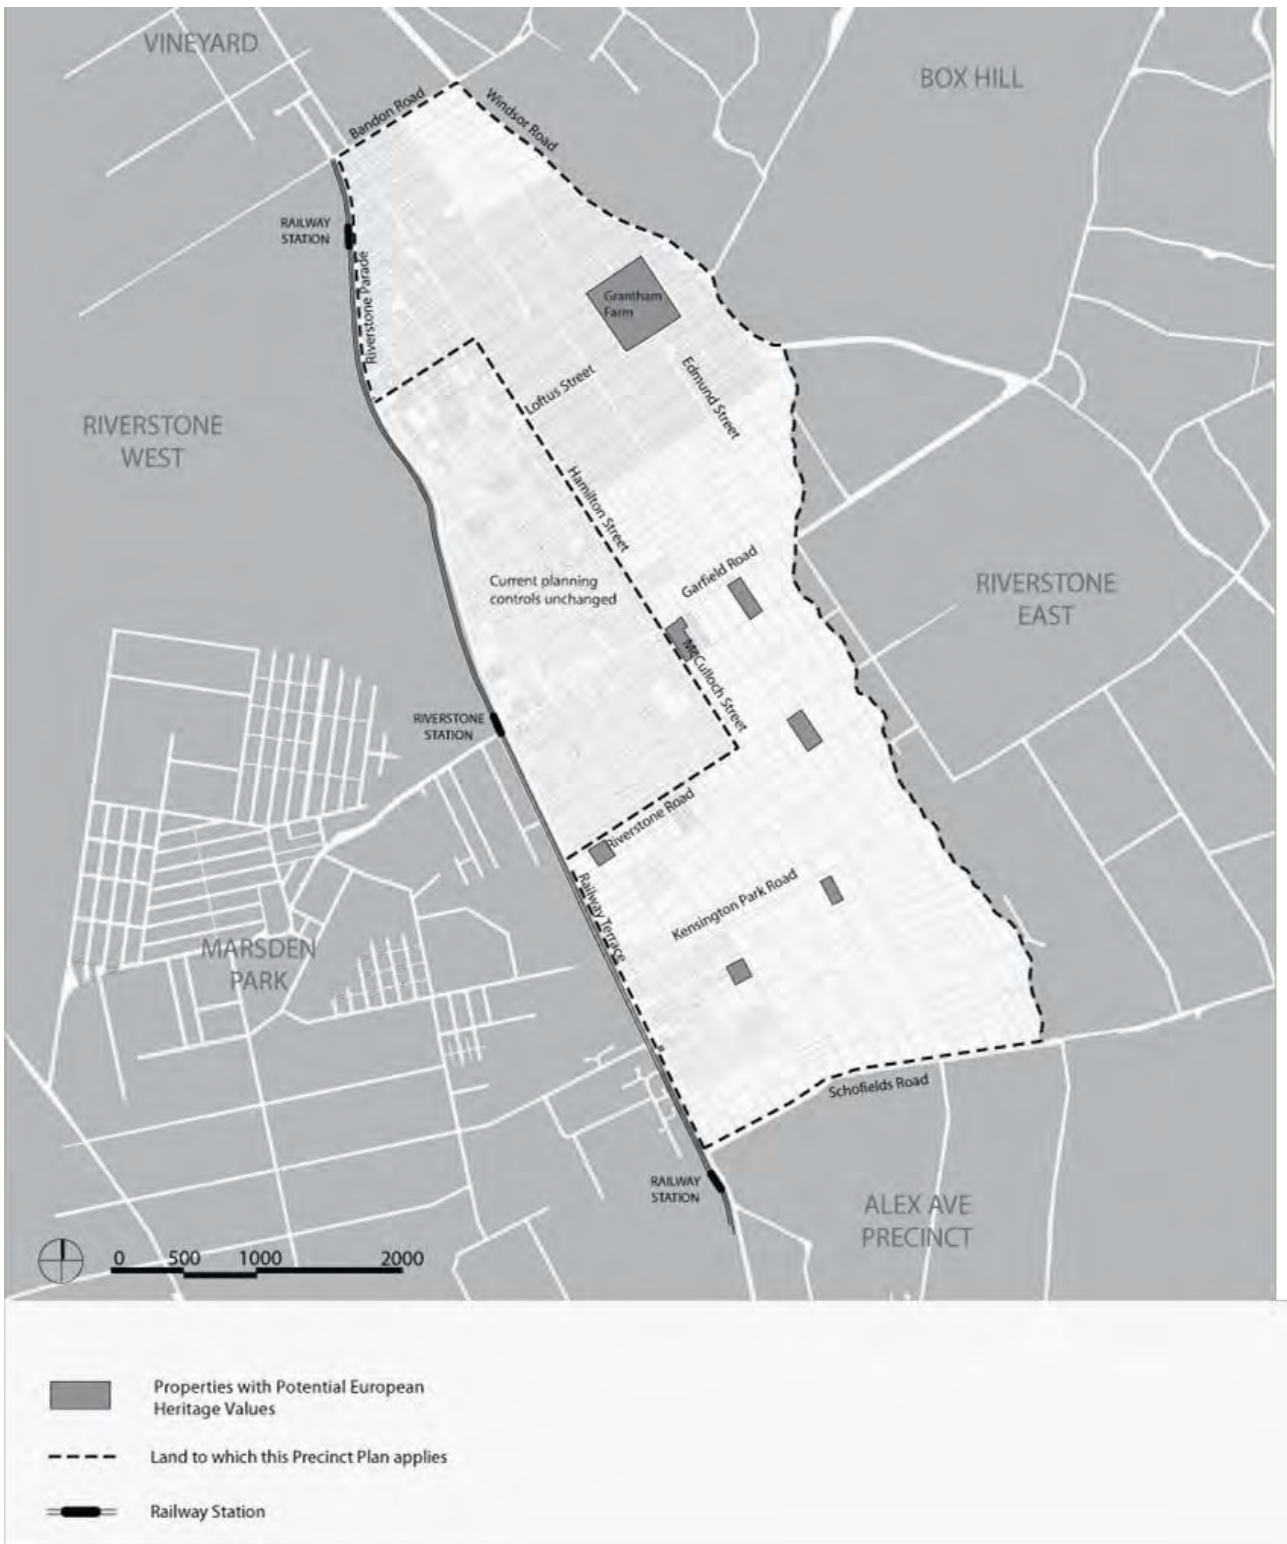 VINEYARD
BOX HILL
Bandon Road
Windsor Road
RAILWAY
STATION
Riverstone Parade
Grantham
Farm
Loftus Street
Edmund Street
RIVERSTONE
WEST
Hamilton Street
Garfield Road
Current planning
controls unchanged
RIVERSTONE
EAST
McCulloch Street
RIVERSTONE
STATION
Riverstone Road
Railway Terrace
Kensington Park Road
MARSDEN
PARK
Schofields Road
RAILWAY
STATION
ALEX AVE
PRECINCT
0 500 1000 2000
Properties with Potential European
Heritage Values
Land to which this Precinct Plan applies
Railway Station